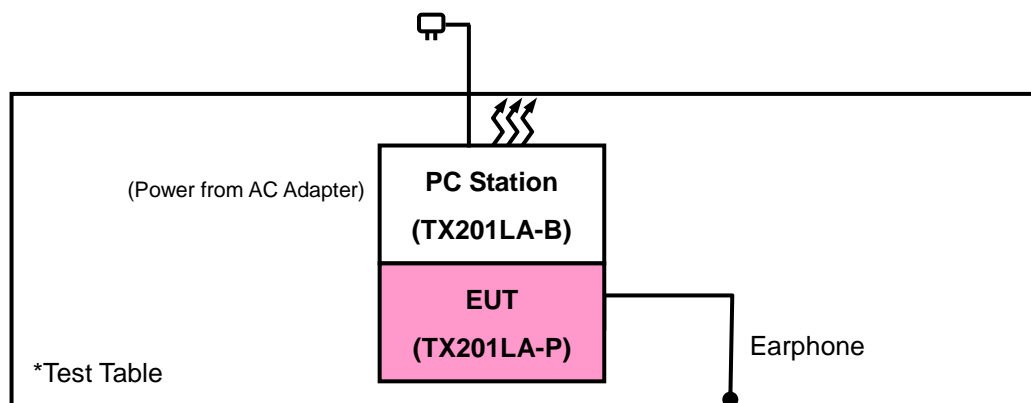 (Power from AC Adapter)
PC Station
(TX201LA-B)
EUT
(TX201LA-P)
Earphone
*Test Table